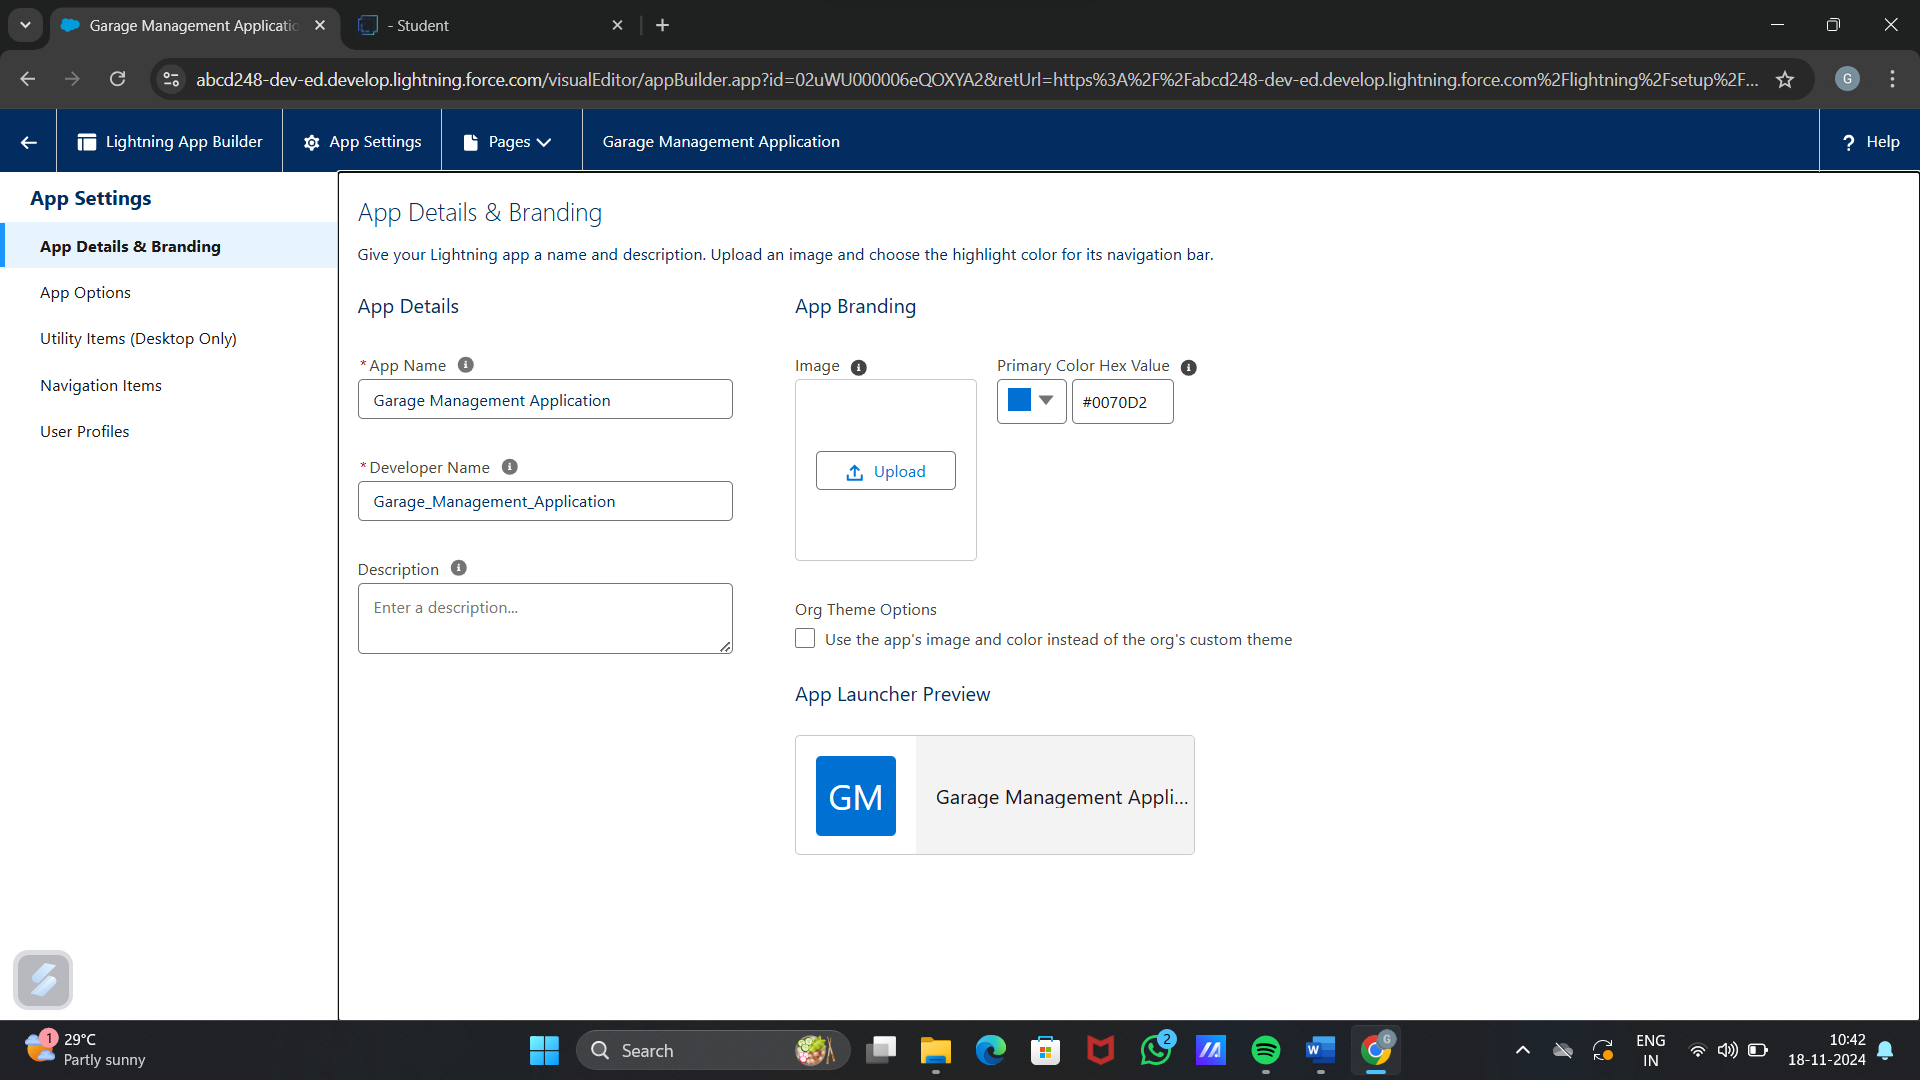 Garage Management Applicatio
- Student
abcd248-dev-ed.develop.lightning.force.com/visualEditor/appBuilder.app?id=02uWU000006eQOXYA2&retUrl=https%3A%2F%2Fabcd248-dev-ed.develop.lightning.force.com%2Flightning%2Fsetup%2F...
G
Lightning App Builder
App Settings
Pages
Garage Management Application
? Help
App Settings
App Details & Branding
App Options
Utility Items (Desktop Only)
Navigation Items
User Profiles
App Details & Branding
Give your Lightning app a name and description. Upload an image and choose the highlight color for its navigation bar.
App Details
*App Name
Garage Management Application
*Developer Name
Garage_Management_Application
Description
Enter a description...
App Branding
Image
Upload
Primary Color Hex Value
#0070D2
Org Theme Options
Use the app's image and color instead of the org's custom theme
App Launcher Preview
GM
Garage Management Appli...
1
29°C
Partly sunny
Search
2
W
G
ENG
IN
10:42
18-11-2024